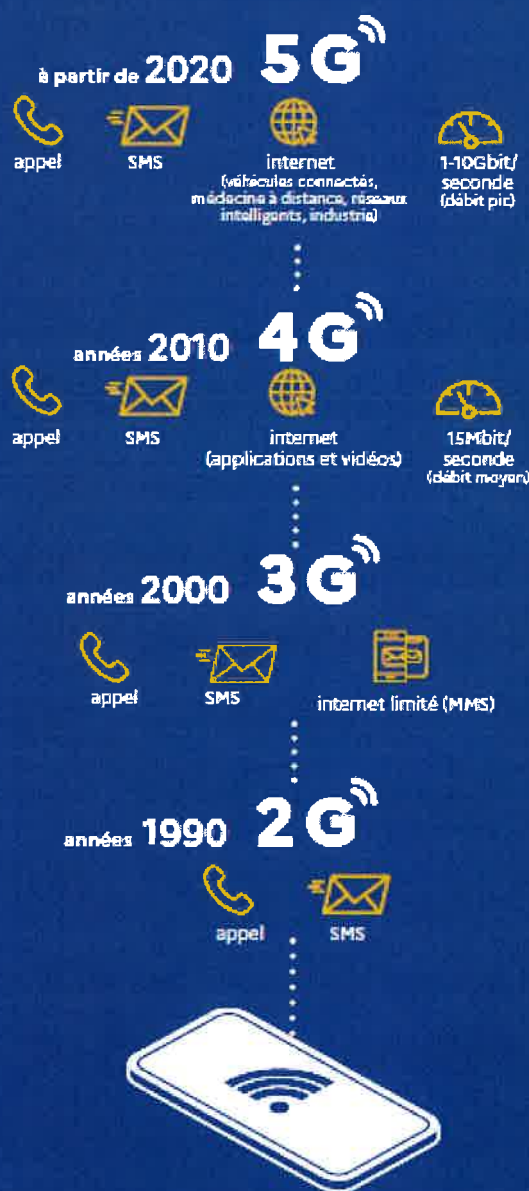 à partir de 2020 5G
appel
SMS
internet
(véhicules connectés,
médecine à distance, réseaux
intelligents, industrie)
1-10Gbit/
seconde
(débit pic)
années 2010 4G
appel
SMS
internet
(applications et vidéos)
15Mbit/
seconde
(débit moyen)
années 2000 3G
appel
SMS
internet limité (MMS)
années 1990 2G
appel
SMS